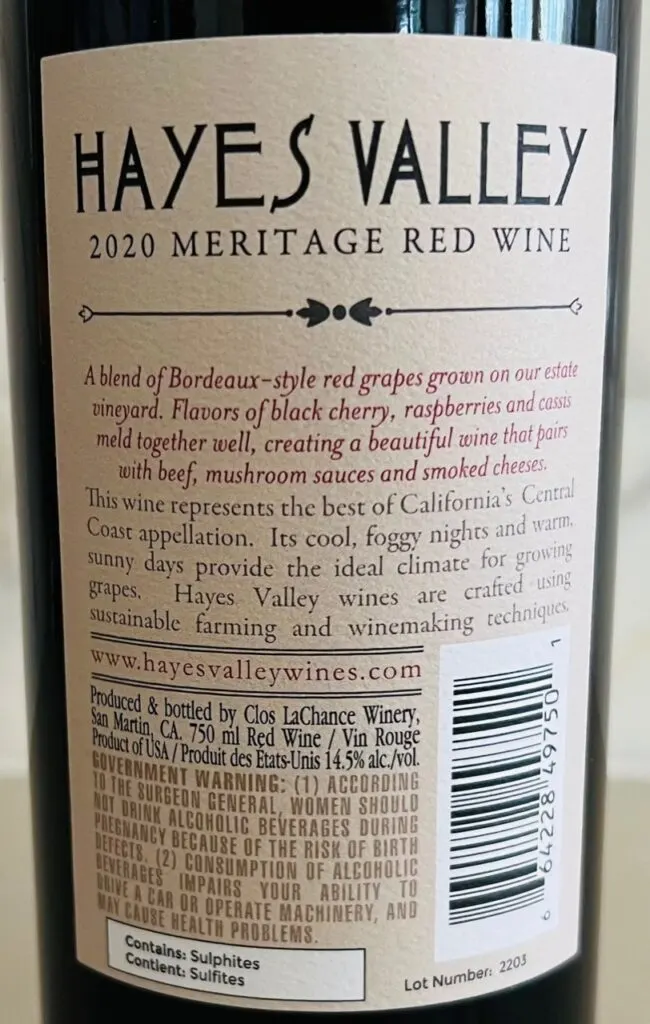 HAYES VALLEY
2020 MERITAGE RED WINE
A blend of Bordeaux-style red grapes grown on our estate
vineyard. Flavors of black cherry, raspberries and cassis
meld together well, creating a beautiful wine that pairs
with beef, mushroom sauces and smoked cheeses.
This wine represents the best of California's Central
Coast appellation. Its cool, foggy nights and warm,
sunny days provide the ideal climate for growing
grapes. Hayes Valley wines are crafted using
sustainable farming and winemaking techniques.
www.hayesvalleywines.com
Produced & bottled by Clos LaChance Winery,
San Martin, CA. 750 ml Red Wine / Vin Rouge
Product of USA / Produit des États-Unis 14.5% alc./vol.
GOVERNMENT WARNING: (1) ACCORDING
TO THE SURGEON GENERAL, WOMEN SHOULD
NOT DRINK ALCOHOLIC BEVERAGES DURING
PREGNANCY BECAUSE OF THE RISK OF BIRTH
DEFECTS. (2) CONSUMPTION OF ALCOHOLIC
BEVERAGES IMPAIRS YOUR ABILITY TO
DRIVE A CAR OR OPERATE MACHINERY, AND
MAY CAUSE HEALTH PROBLEMS.
Contains: Sulphites
Contient: Sulfites
6 64228 49750 1
Lot Number: 2203